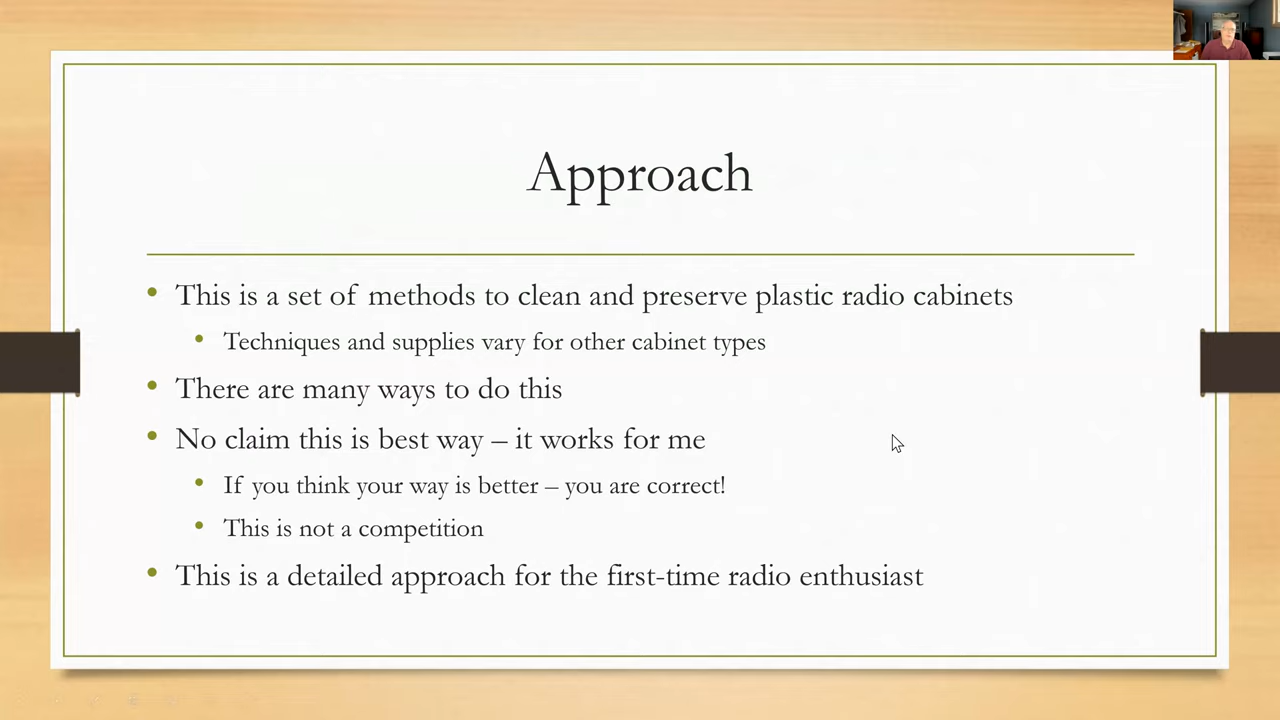 Approach
This is a set of methods to clean and preserve plastic radio cabinets
Techniques and supplies vary for other cabinet types
There are many ways to do this
No claim this is best way – it works for me
If you think your way is better – you are correct!
This is not a competition
This is a detailed approach for the first-time radio enthusiast